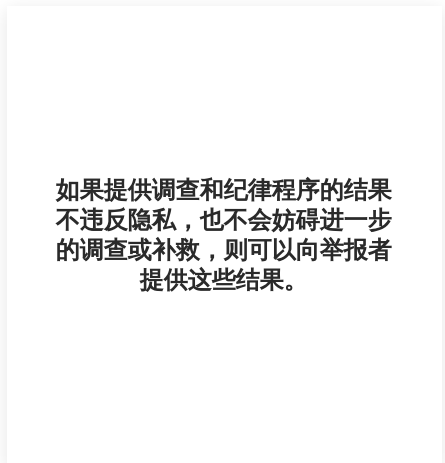 如果提供调查和纪律程序的结果
不违反隐私，也不会妨碍进一步
的调查或补救，则可以向举报者
提供这些结果。